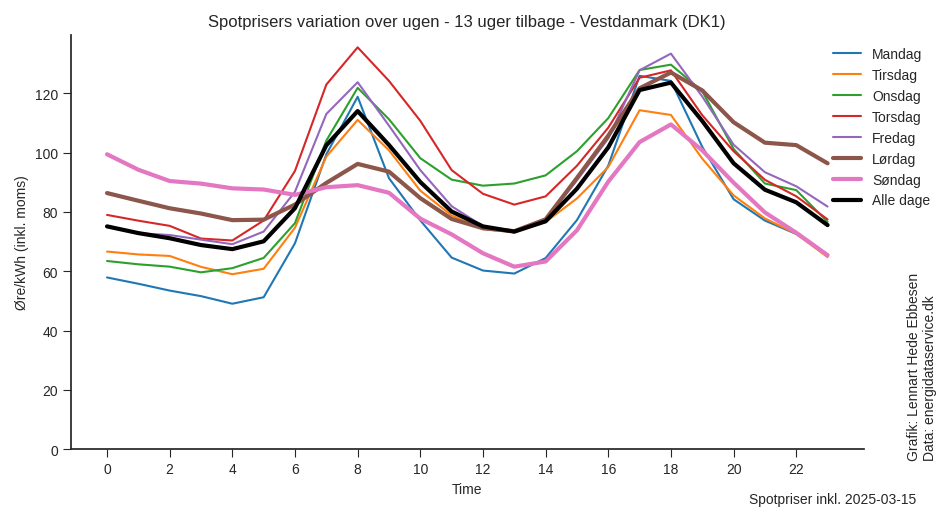 Spotprisers variation over ugen - 13 uger tilbage - Vestdanmark (DK1)
Øre/kWh (inkl. moms)
120
100
80
60
40
20
0
0 2 4 6 8 10 12 14 16 18 20 22
Time
Mandag
Tirsdag
Onsdag
Torsdag
Fredag
Lørdag
Søndag
Alle dage
Grafik: Lennart Hede Ebbesen
Data: energidataservice.dk
Spotpriser inkl. 2025-03-15